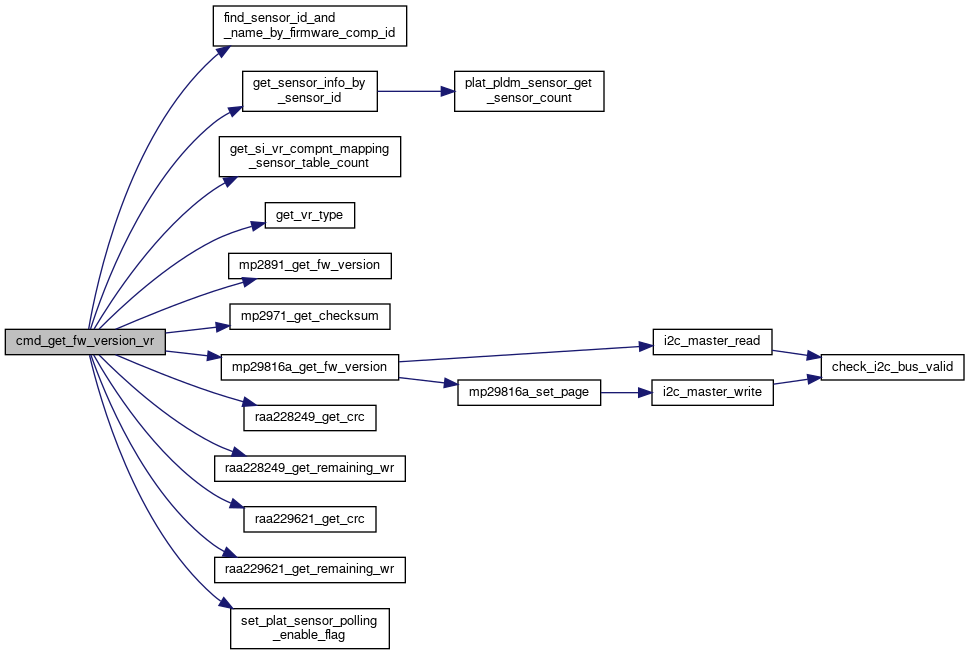 find_sensor_id_and
_name_by_firmware_comp_id
get_sensor_info_by
_sensor_id
plat_pldm_sensor_get
_sensor_count
get_si_vr_compnt_mapping
_sensor_table_count
get_vr_type
mp2891_get_fw_version
mp2971_get_checksum
cmd_get_fw_version_vr
mp29816a_get_fw_version
i2c_master_read
check_i2c_bus_valid
mp29816a_set_page
i2c_master_write
raa228249_get_crc
raa228249_get_remaining_wr
raa229621_get_crc
raa229621_get_remaining_wr
set_plat_sensor_polling
_enable_flag